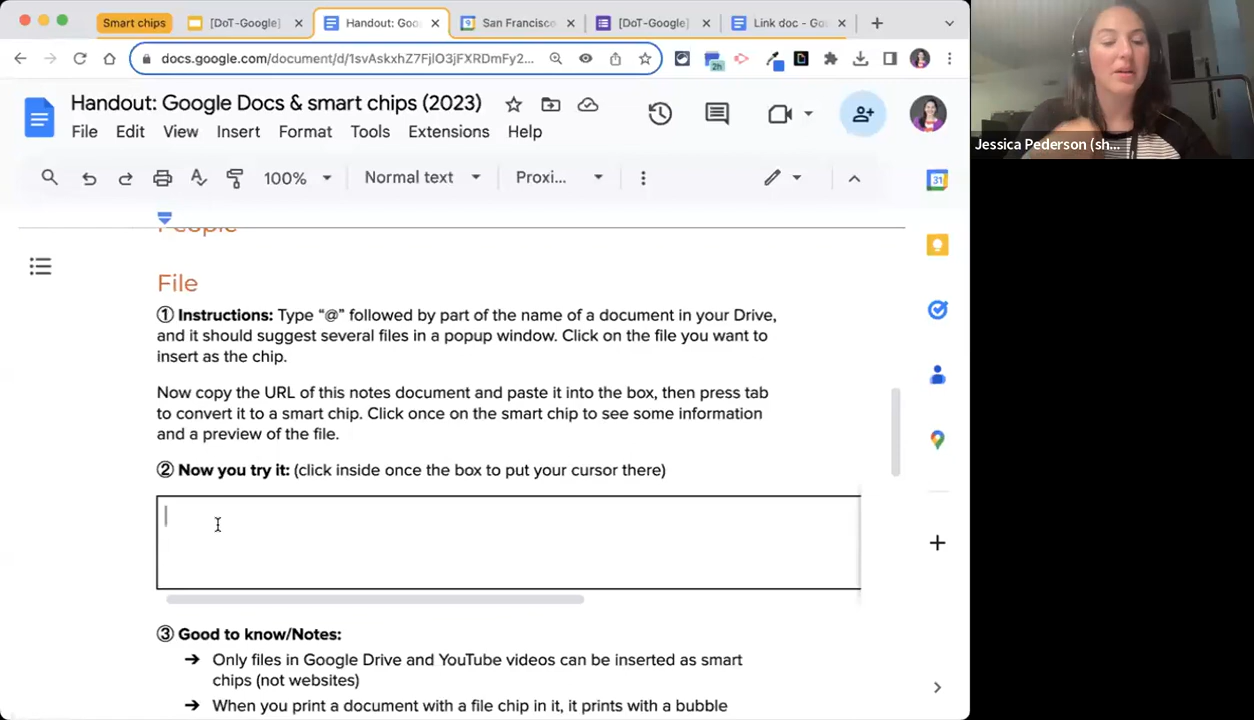 Smart chips
[DoT-Google]
Handout: Goo
San Francisco
[DoT-Google]
Link doc - Goo
docs.google.com/document/d/1svAskxhZ7FjlO3jFXRDmFy2...
2h
Jessica Pederson (sh...
Handout: Google Docs & smart chips (2023)
File Edit View Insert Format Tools Extensions Help
100% Normal text Proxi...
31
People
File
① Instructions: Type “@” followed by part of the name of a document in your Drive,
and it should suggest several files in a popup window. Click on the file you want to
insert as the chip.
Now copy the URL of this notes document and paste it into the box, then press tab
to convert it to a smart chip. Click once on the smart chip to see some information
and a preview of the file.
② Now you try it: (click inside once the box to put your cursor there)
③ Good to know/Notes:
➔ Only files in Google Drive and YouTube videos can be inserted as smart
chips (not websites)
➔ When you print a document with a file chip in it, it prints with a bubble